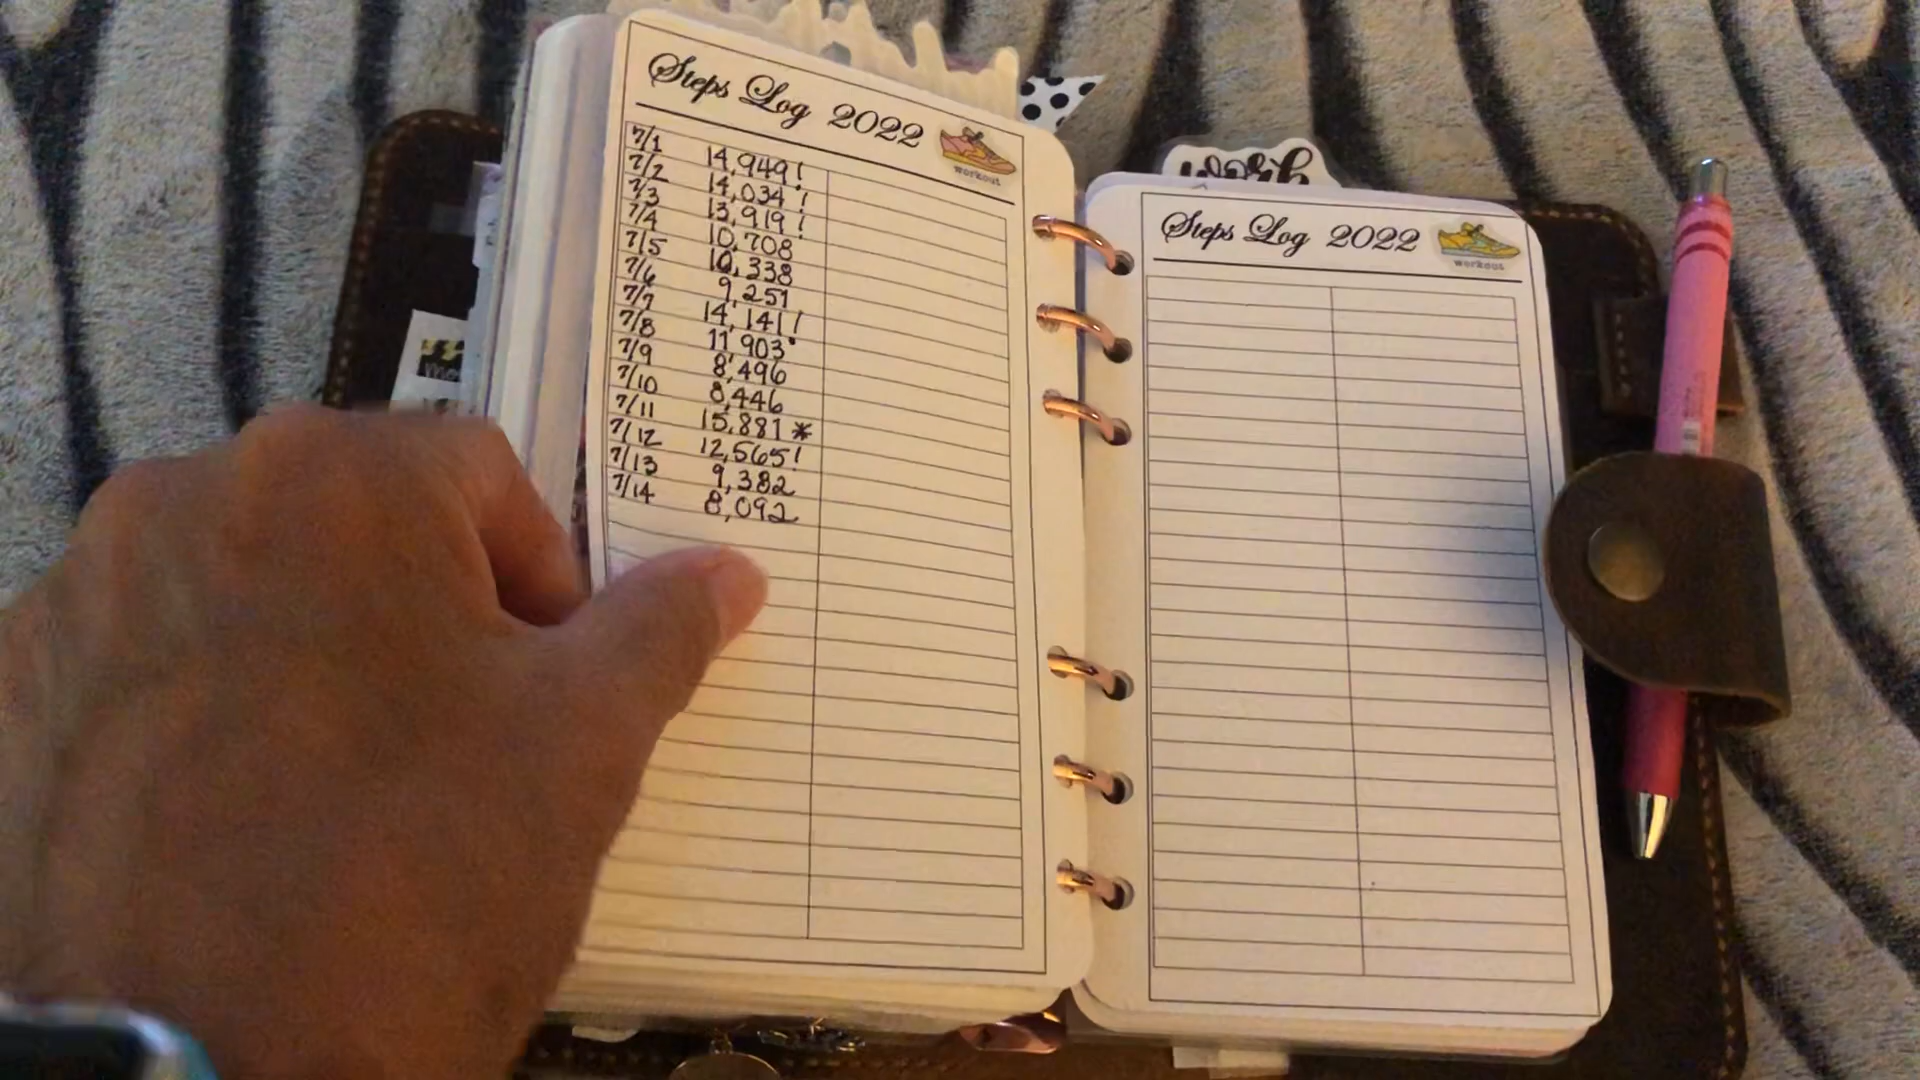 Steps Log 2022
workout
7/1 14,949!
7/2 14,034!
7/3 13,919!
7/4 10,708
7/5 10,338
7/6 9,251
7/7 14,141!
7/8 11,903
7/9 8,496
7/10 8,446
7/11 15,881 *
7/12 12,565!
7/13 9,382
7/14 8,092
work
Steps Log 2022
workout